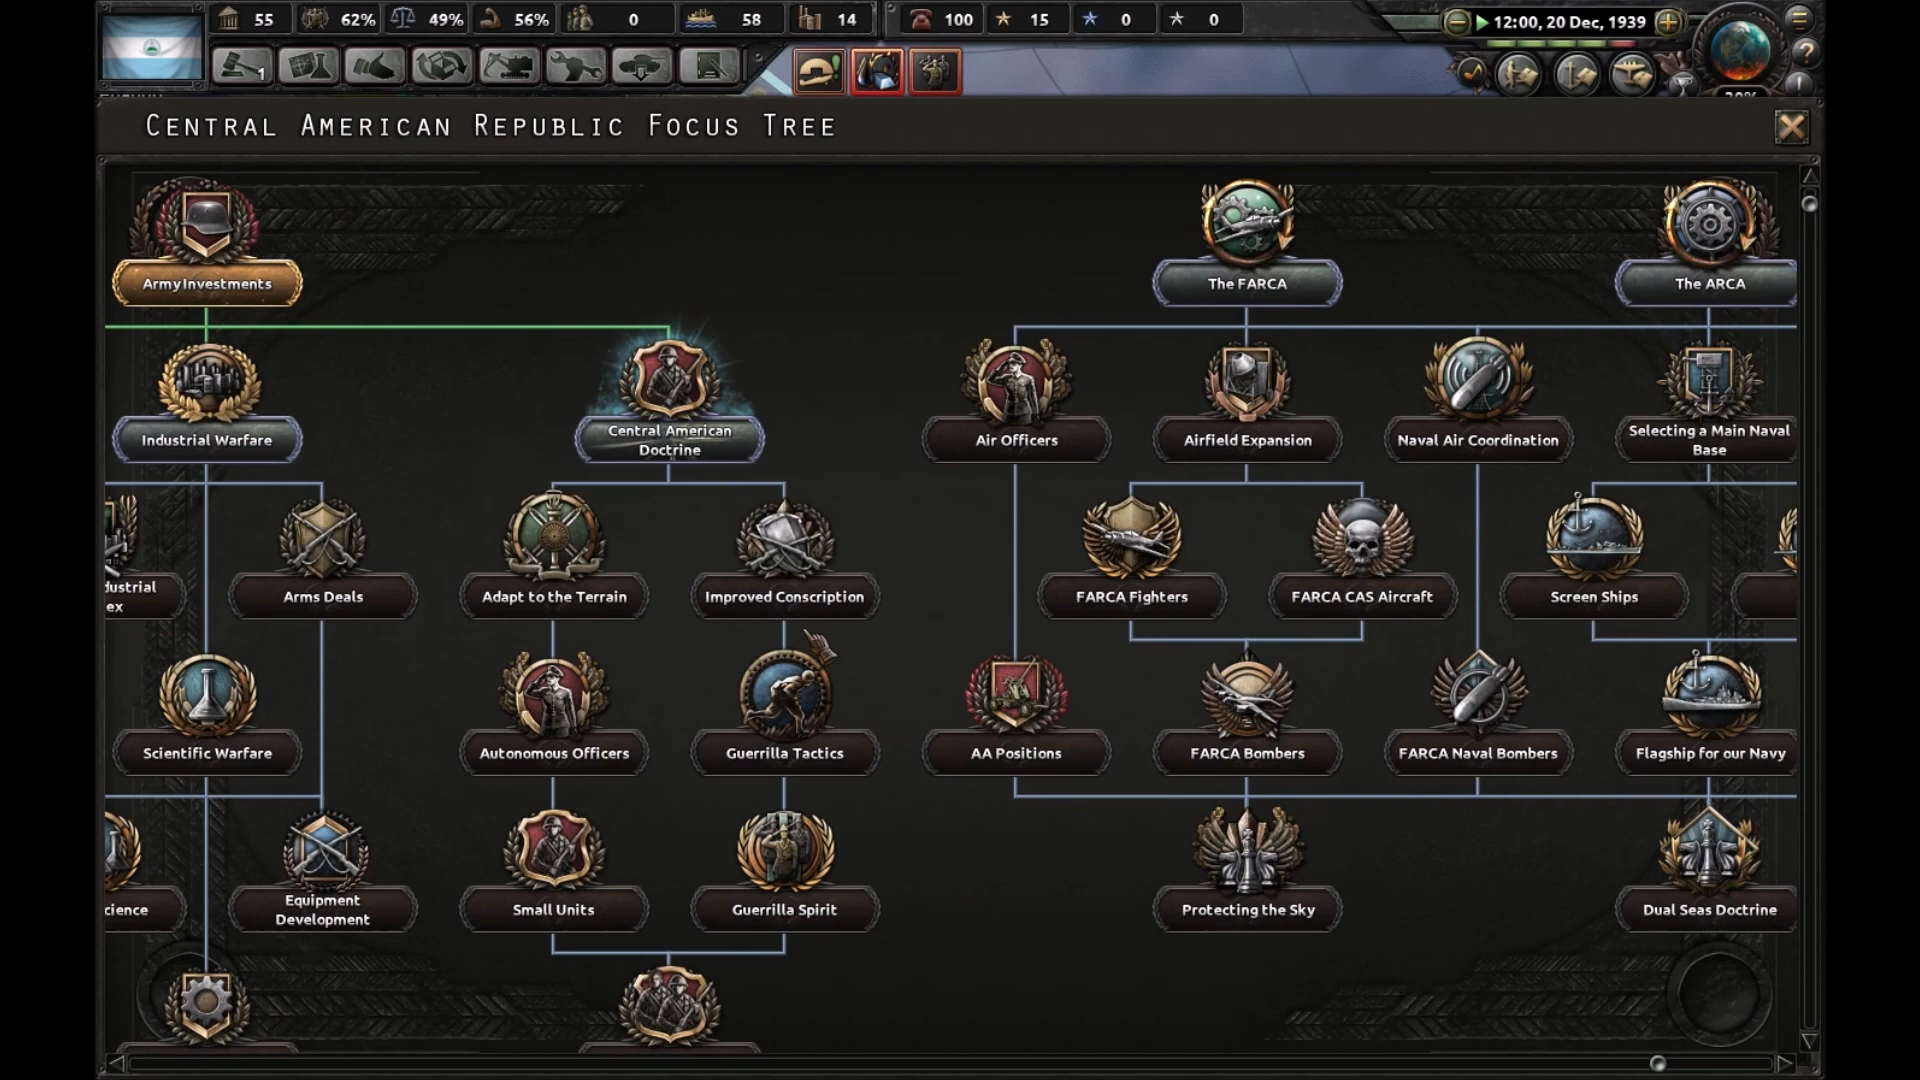 55 62% 49% 56% 0 58 14 100 15 0 0 12:00, 20 Dec, 1939
1
?
!
Central American Republic Focus Tree
Army Investments
The FARCA
The ARCA
Industrial Warfare
Central American
Doctrine
Air Officers
Airfield Expansion
Naval Air Coordination
Selecting a Main Naval
Base
dustrial
ex
Arms Deals
Adapt to the Terrain
Improved Conscription
FARCA Fighters
FARCA CAS Aircraft
Screen Ships
Scientific Warfare
Autonomous Officers
Guerrilla Tactics
AA Positions
FARCA Bombers
FARCA Naval Bombers
Flagship for our Navy
cience
Equipment
Development
Small Units
Guerrilla Spirit
Protecting the Sky
Dual Seas Doctrine